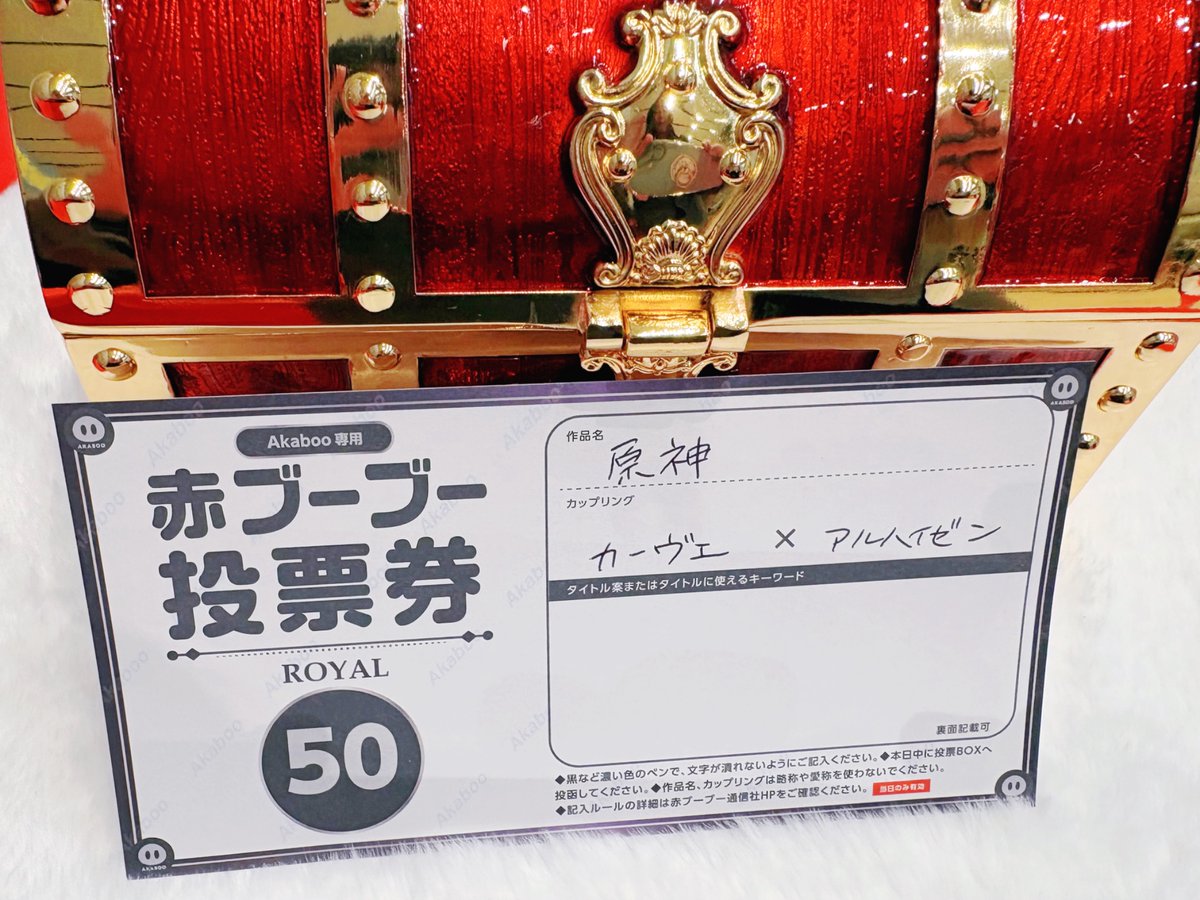 AKABOO
AKABOO
Akaboo 専用
赤ブーブー
投票券
ROYAL
50
作品名
原神
カップリング
カーヴェ × アルハイゼン
タイトル案またはタイトルに使えるキーワード
裏面記載可
◆黒など濃い色のペンで、文字が潰れないようにご記入ください。◆本日中に投票BOXへ
投函してください。◆作品名、カップリングは略称や愛称を使わないでください。
◆記入ルールの詳細は赤ブーブー通信社HPをご確認ください。 当日のみ有効
AKABOO